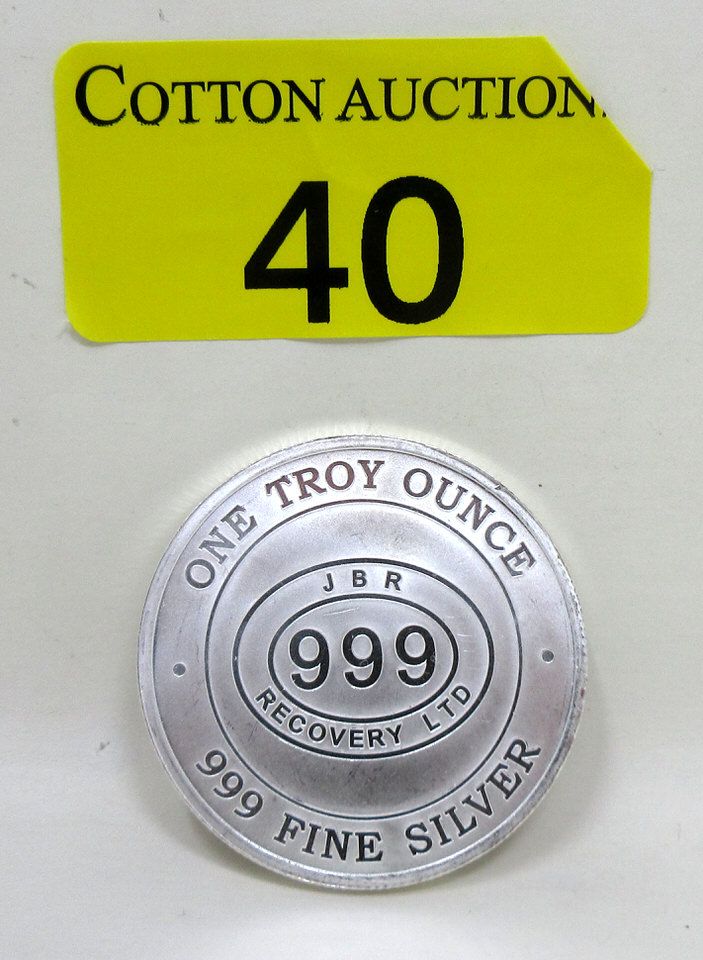 COTTON AUCTION
40
ONE TROY OUNCE
JBR
999
RECOVERY LTD
999 FINE SILVER